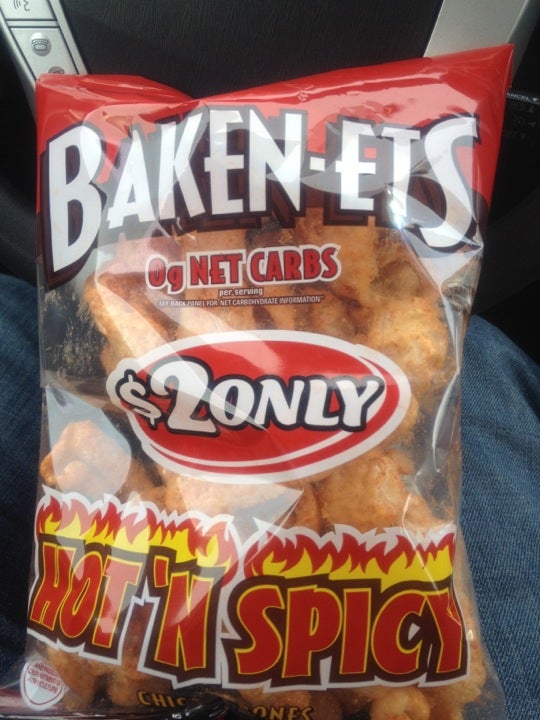 BAKEN-ETS
0g NET CARBS
per serving
SEE BACK PANEL FOR NET CARBOHYDRATE INFORMATION
$2 ONLY
HOT 'N SPICY